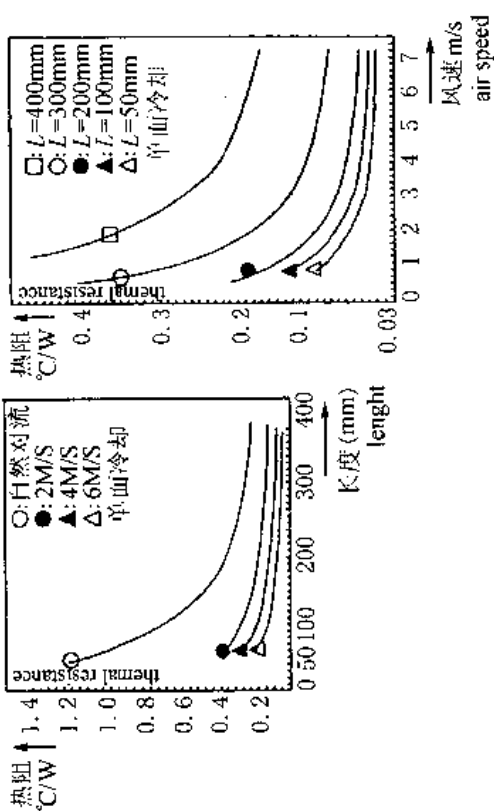 热阻
°C/W
thermal resistance
1.4
1.2
1.0
0.8
0.6
0.4
0.2
0 50 100 200 300 400
长度(mm)
lenght
○:自然对流
●:2M/S
▲:4M/S
△:6M/S
单面冷却
热阻
°C/W
thermal resistance
0.4
0.3
0.2
0.1
0.03
0 1 2 3 4 5 6 7
风速 m/s
air speed
□:L=400mm
○:L=300mm
●:L=200mm
▲:L=100mm
△:L=50mm
单面冷却